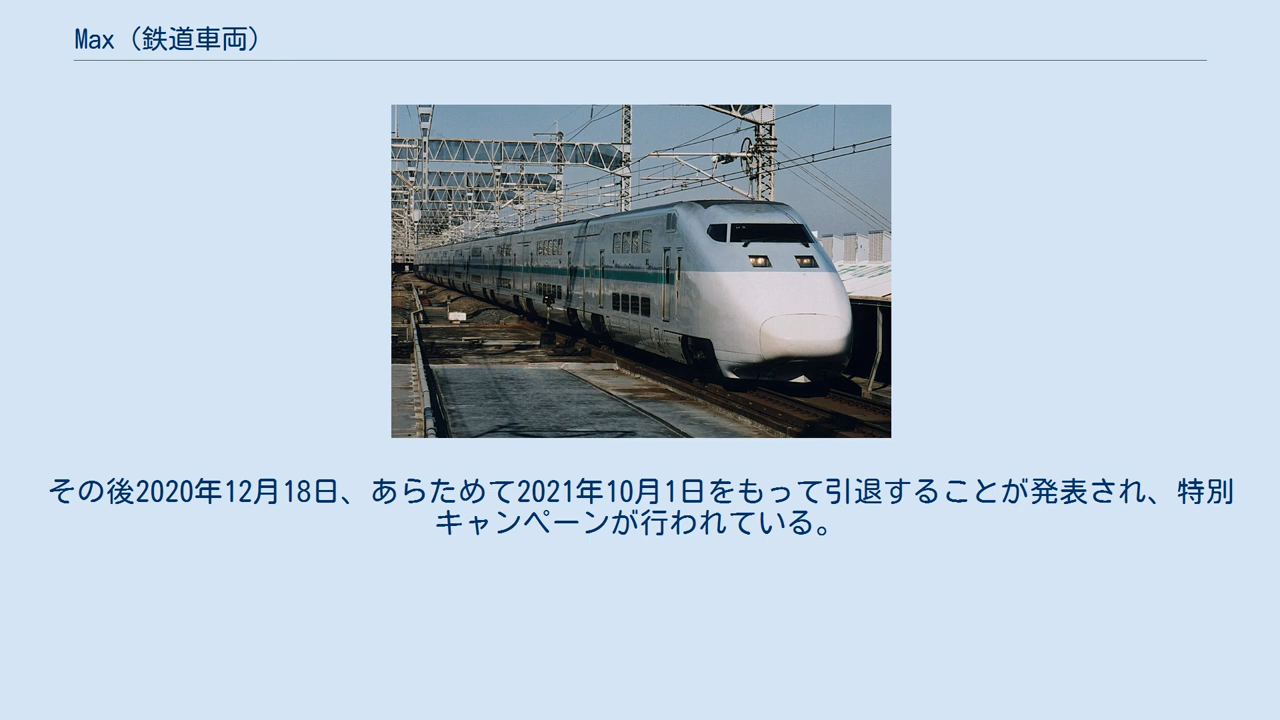 Max（鉄道車両）
その後2020年12月18日、あらためて2021年10月1日をもって引退することが発表され、特別
キャンペーンが行われている。